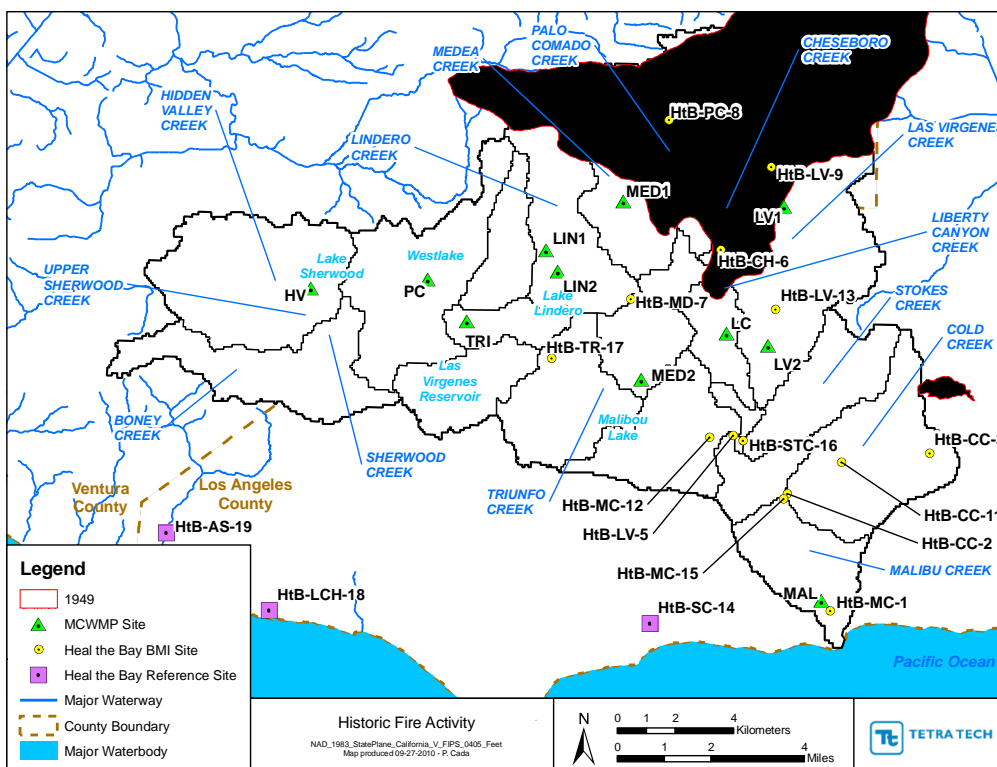 PALO
COMADO
CREEK
MEDEA
CREEK
CHESEBORO
CREEK
HIDDEN
VALLEY
CREEK
LINDERO
CREEK
LAS VIRGENES
CREEK
HtB-PC-8
HtB-LV-9
MED1
LV1
LIBERTY
CANYON
CREEK
UPPER
SHERWOOD
CREEK
Lake
Sherwood
Westlake
LIN1
LIN2
HtB-CH-6
HV
PC
Lake
Lindero
HtB-MD-7
HtB-LV-13
STOKES
CREEK
COLD
CREEK
TRI
HtB-TR-17
LC
LV2
Las
Virgenes
Reservoir
MED2
BONEY
CREEK
SHERWOOD
CREEK
Malibou
Lake
HtB-STC-16
HtB-CC-
Ventura
County
Los Angeles
County
TRIUNFO
CREEK
HtB-MC-12
HtB-LV-5
HtB-MC-15
HtB-CC-11
HtB-CC-2
HtB-AS-19
MALIBU CREEK
HtB-LCH-18
HtB-SC-14
MAL
HtB-MC-1
Pacific Ocean
Legend
1949
MCWMP Site
Heal the Bay BMI Site
Heal the Bay Reference Site
Major Waterway
County Boundary
Major Waterbody
Historic Fire Activity
NAD_1983_StatePlane_California_V_FIPS_0405_Feet
Map produced 09-27-2010 - P. Cada
N
0 1 2 4
Kilometers
0 1 2 4
Miles
Tt
TETRA TECH